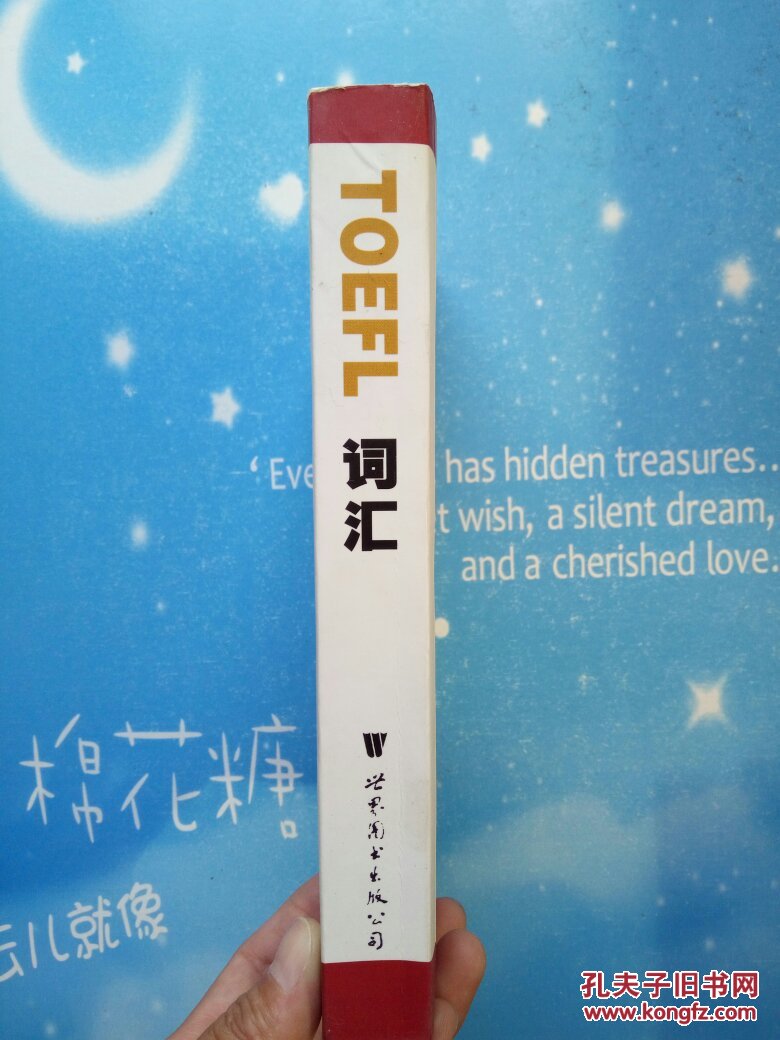 TOEFL
词汇
W
世界图书出版公司
‘ Eve has hidden treasures..
t wish, a silent dream,
and a cherished love.
棉花糖
云儿就像
孔夫子旧书网
www.kongfz.com